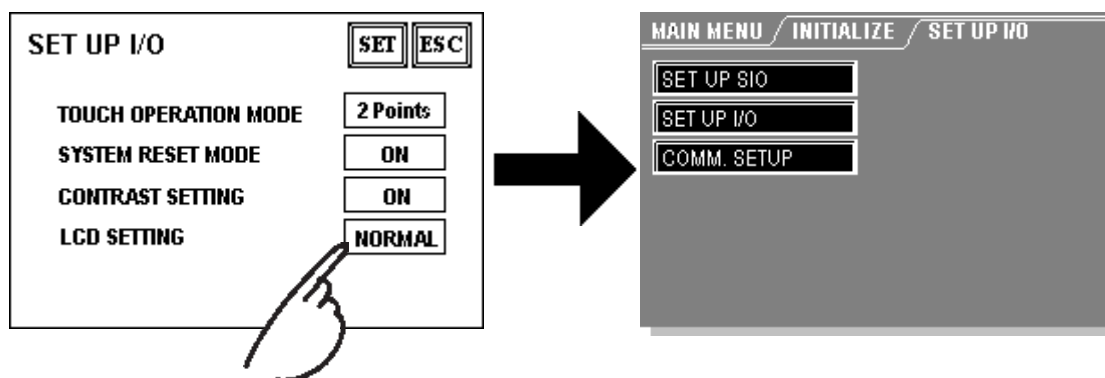 SET UP I/O SET ESC
TOUCH OPERATION MODE 2 Points
SYSTEM RESET MODE ON
CONTRAST SETTING ON
LCD SETTING NORMAL
MAIN MENU / INITIALIZE / SET UP I/O
SET UP SIO
SET UP I/O
COMM. SETUP